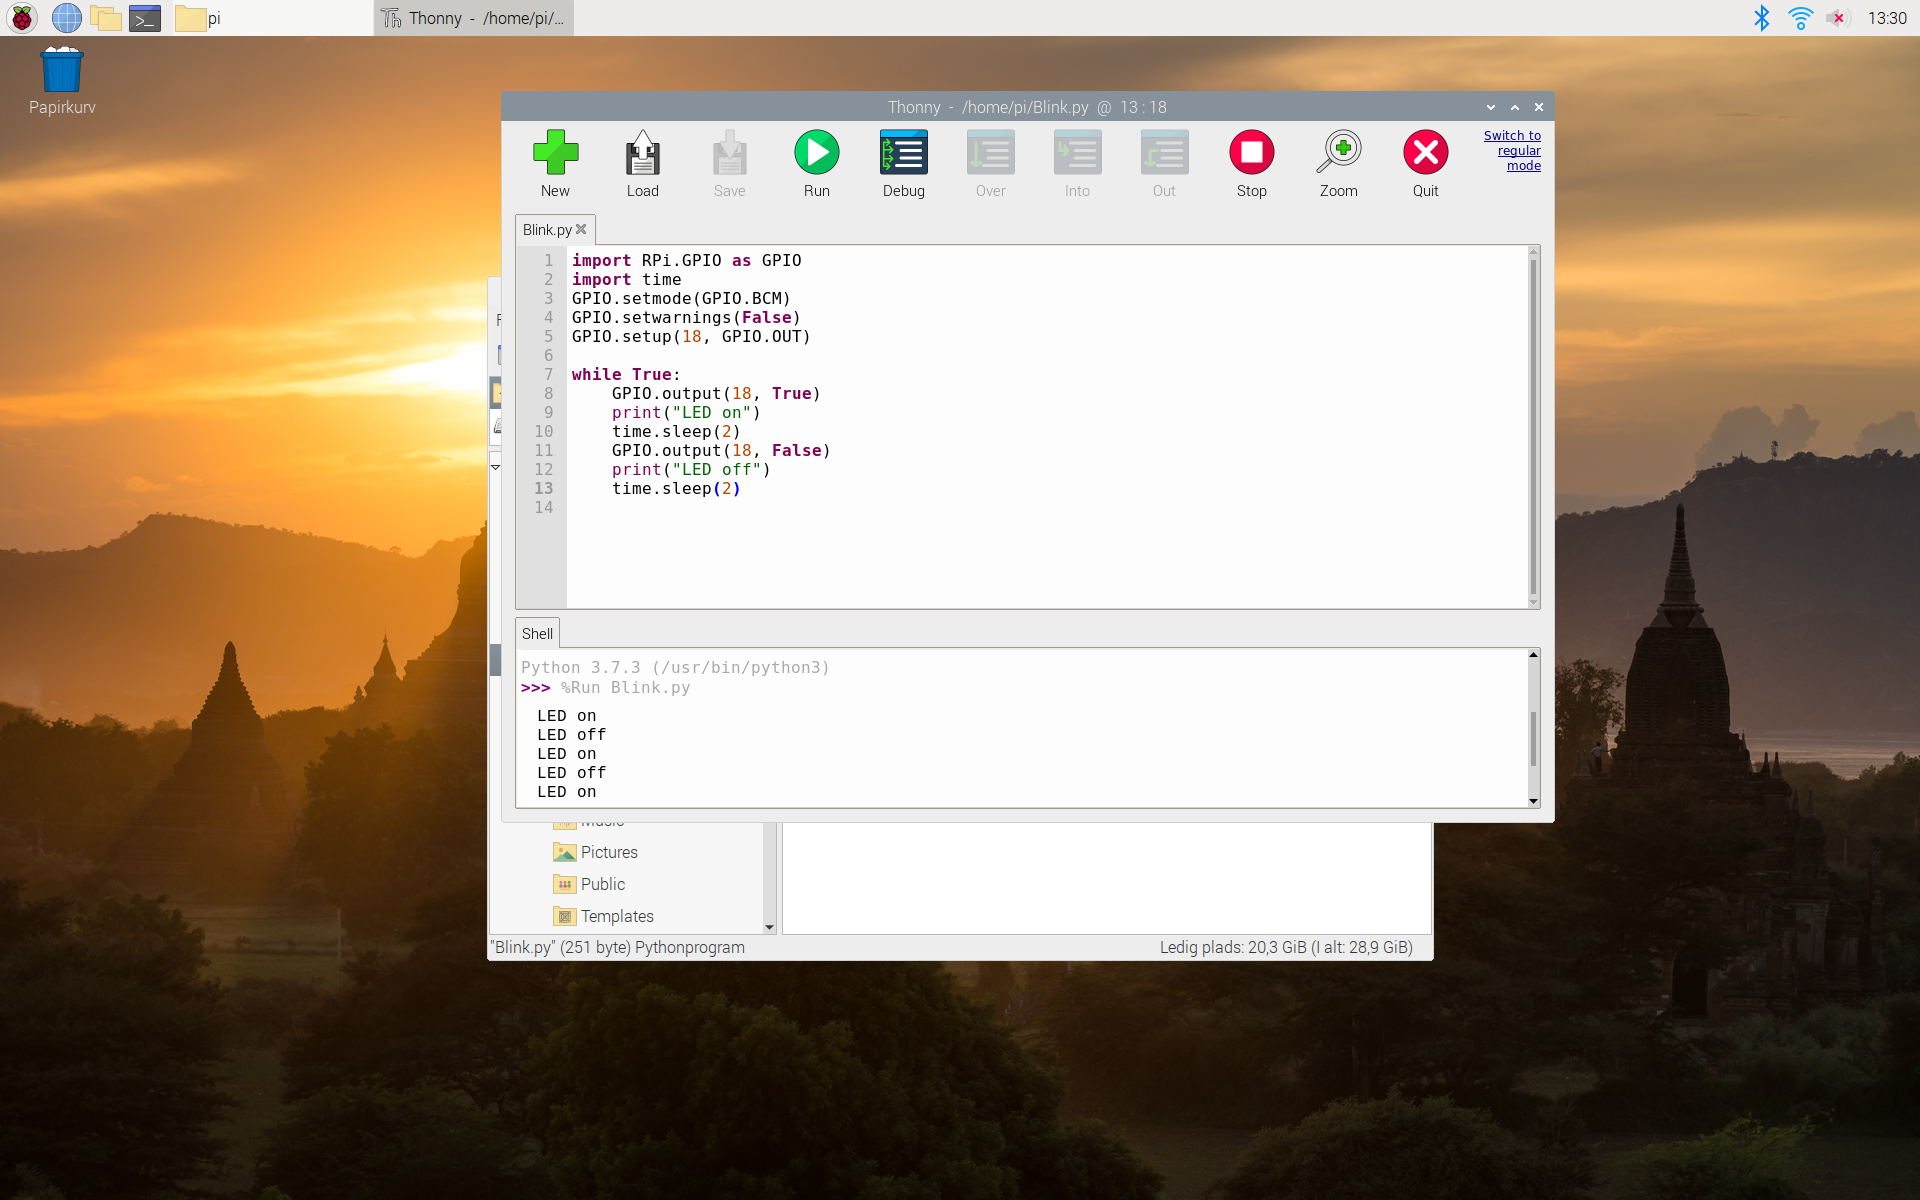 pi
Thonny - /home/pi/...
13:30
Papirkurv
Thonny - /home/pi/Blink.py @ 13 : 18
New
Load
Save
Run
Debug
Over
Into
Out
Stop
Zoom
Quit
Switch to
regular
mode
Blink.py
1 import RPi.GPIO as GPIO
2 import time
3 GPIO.setmode(GPIO.BCM)
4 GPIO.setwarnings(False)
5 GPIO.setup(18, GPIO.OUT)
6
7 while True:
8     GPIO.output(18, True)
9     print("LED on")
10     time.sleep(2)
11     GPIO.output(18, False)
12     print("LED off")
13     time.sleep(2)
14
Shell
Python 3.7.3 (/usr/bin/python3)
>>> %Run Blink.py
LED on
LED off
LED on
LED off
LED on
Music
Pictures
Public
Templates
"Blink.py" (251 byte) Pythonprogram
Ledig plads: 20,3 GiB (I alt: 28,9 GiB)